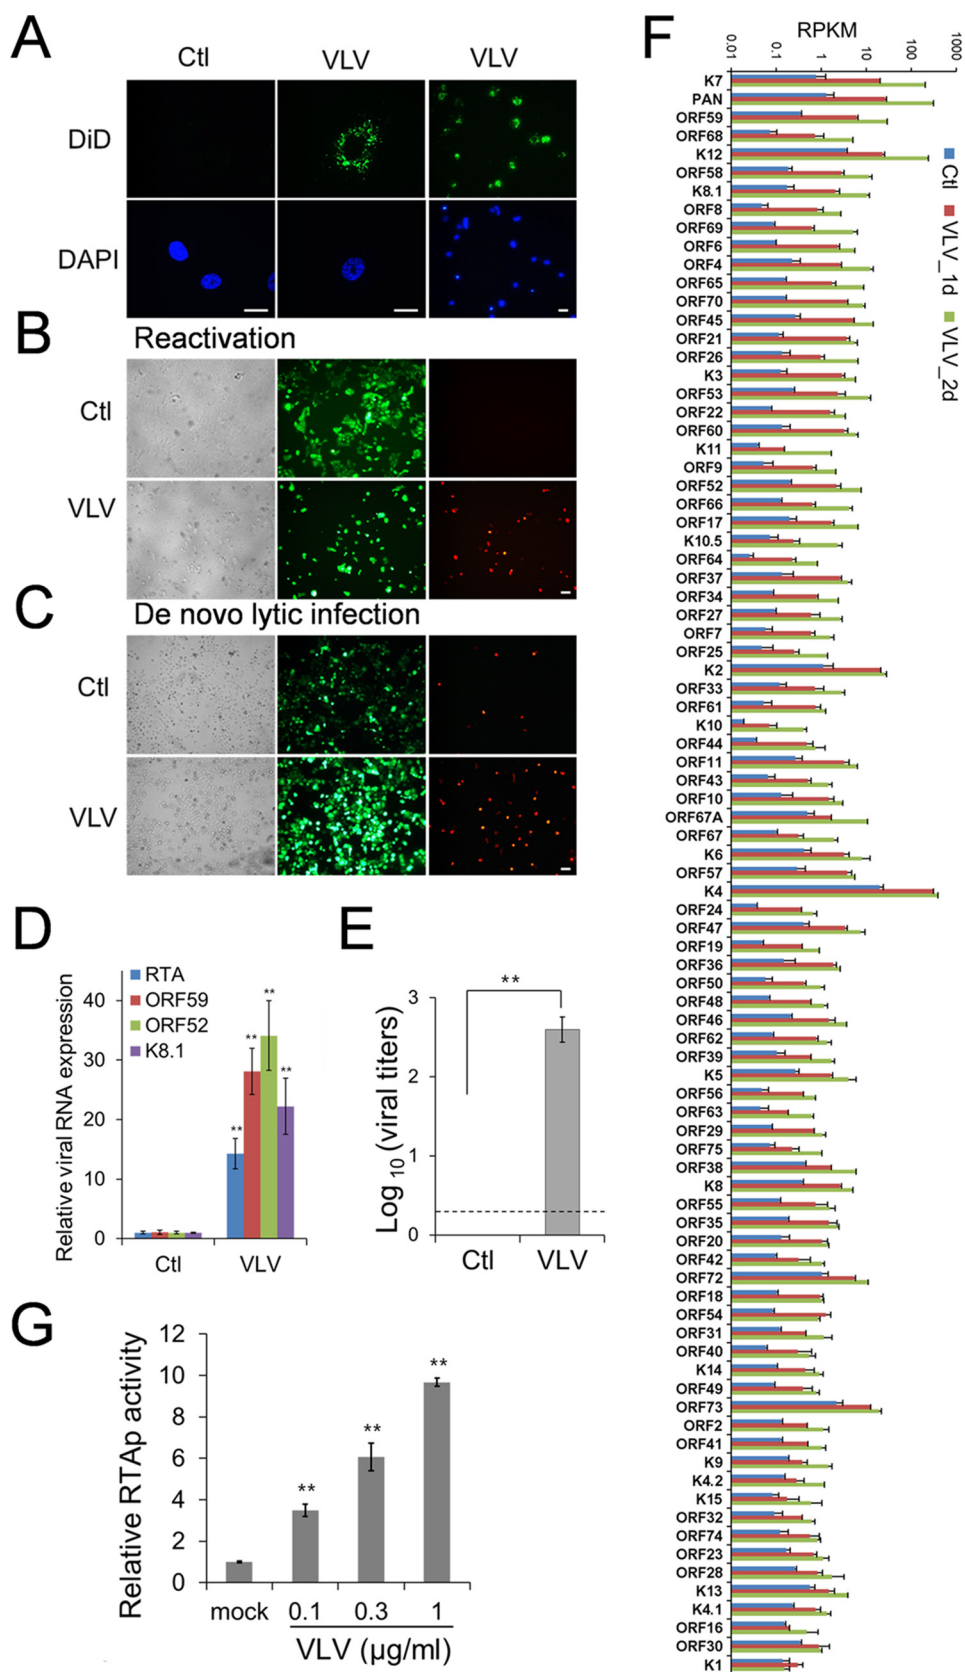 A
Ctl
VLV
VLV
DiD
DAPI
B
Reactivation
Ctl
VLV
C
De novo lytic infection
Ctl
VLV
D
Relative viral RNA expression
40
30
20
10
0
RTA
ORF59
ORF52
K8.1
**
**
**
**
Ctl
VLV
E
Log 10 (viral titers)
3
2
1
0
**
Ctl
VLV
G
Relative RTAp activity
12
10
8
6
4
2
0
**
**
**
mock
0.1
0.3
1
VLV (µg/ml)
F
RPKM
0.01
0.1
1
10
100
1000
Ctl
VLV_1d
VLV_2d
K7
PAN
ORF59
ORF68
K12
ORF58
K8.1
ORF8
ORF69
ORF6
ORF4
ORF65
ORF70
ORF45
ORF21
ORF26
K3
ORF53
ORF22
ORF60
K11
ORF9
ORF52
ORF66
ORF17
K10.5
ORF64
ORF37
ORF34
ORF27
ORF7
ORF25
K2
ORF33
ORF61
K10
ORF44
ORF11
ORF43
ORF10
ORF67A
ORF67
K6
ORF57
K4
ORF24
ORF47
ORF19
ORF36
ORF50
ORF48
ORF46
ORF62
ORF39
K5
ORF56
ORF63
ORF29
ORF75
ORF38
K8
ORF55
ORF35
ORF20
ORF42
ORF72
ORF18
ORF54
ORF31
ORF40
K14
ORF49
ORF73
ORF2
ORF41
K9
K4.2
K15
ORF32
ORF74
ORF23
ORF28
K13
K4.1
ORF16
ORF30
K1